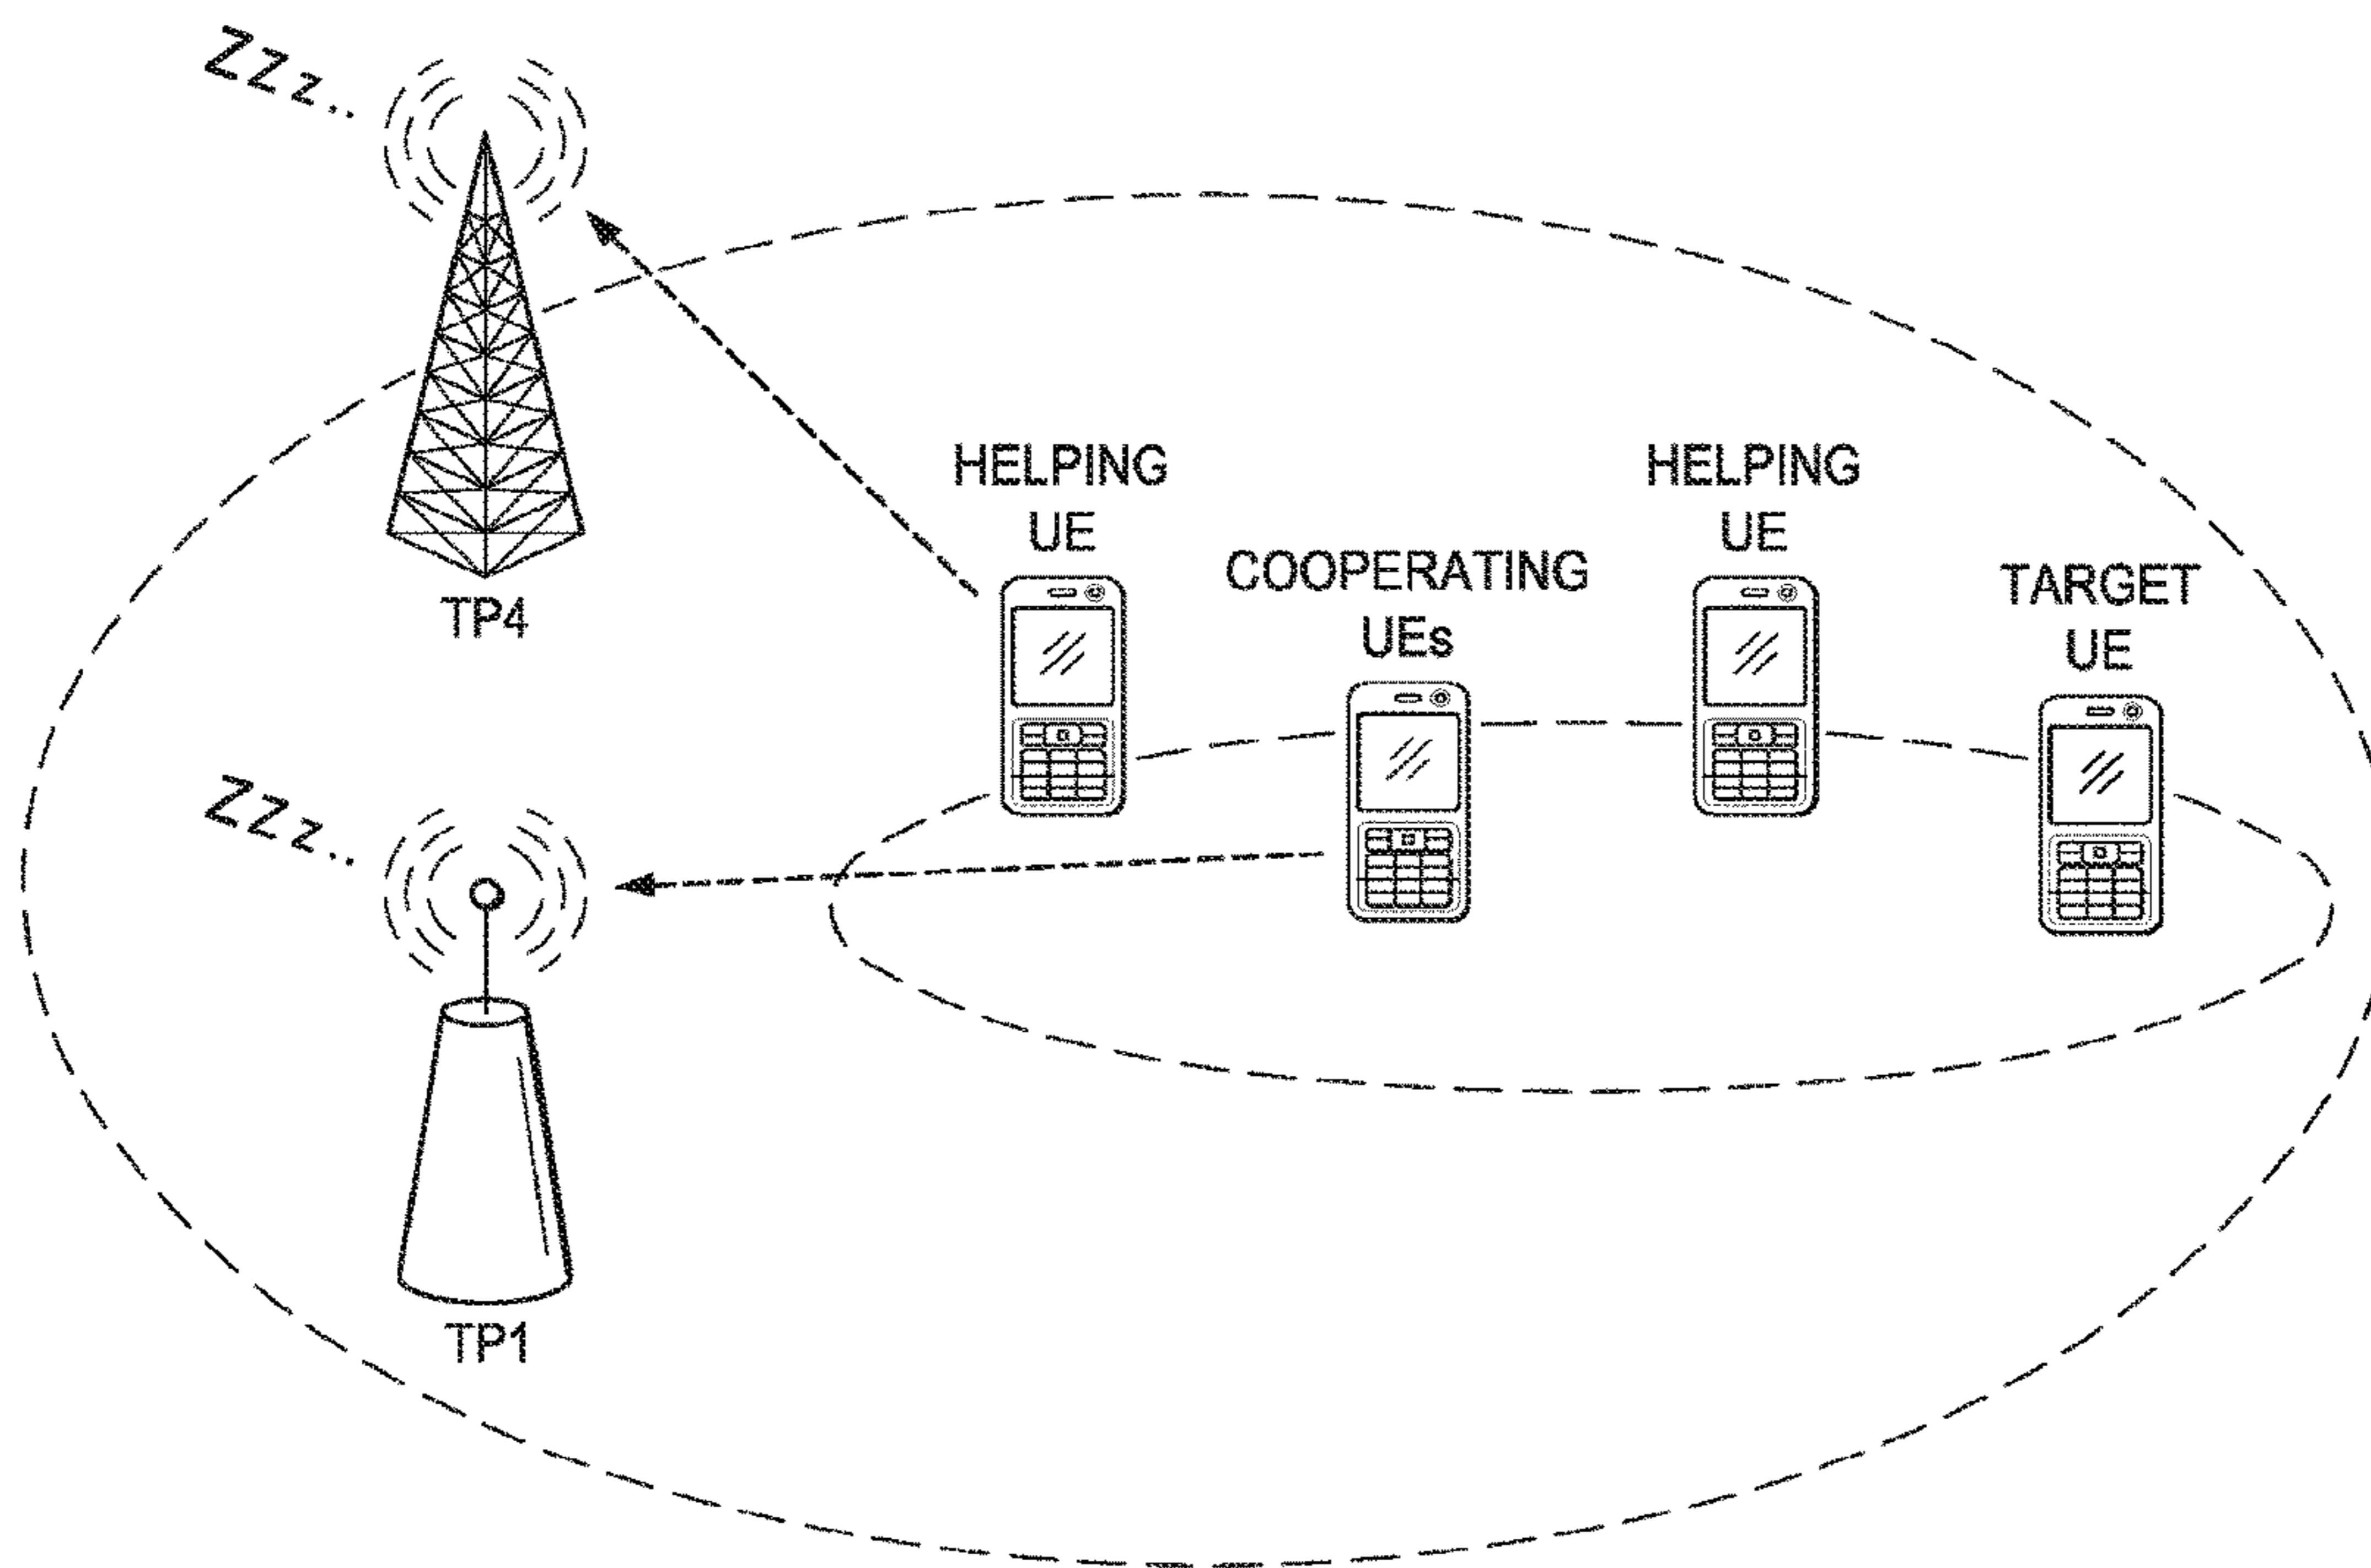 ZZz..
HELPING
UE
HELPING
UE
COOPERATING
UEs
TARGET
UE
TP4
ZZz..
TP1